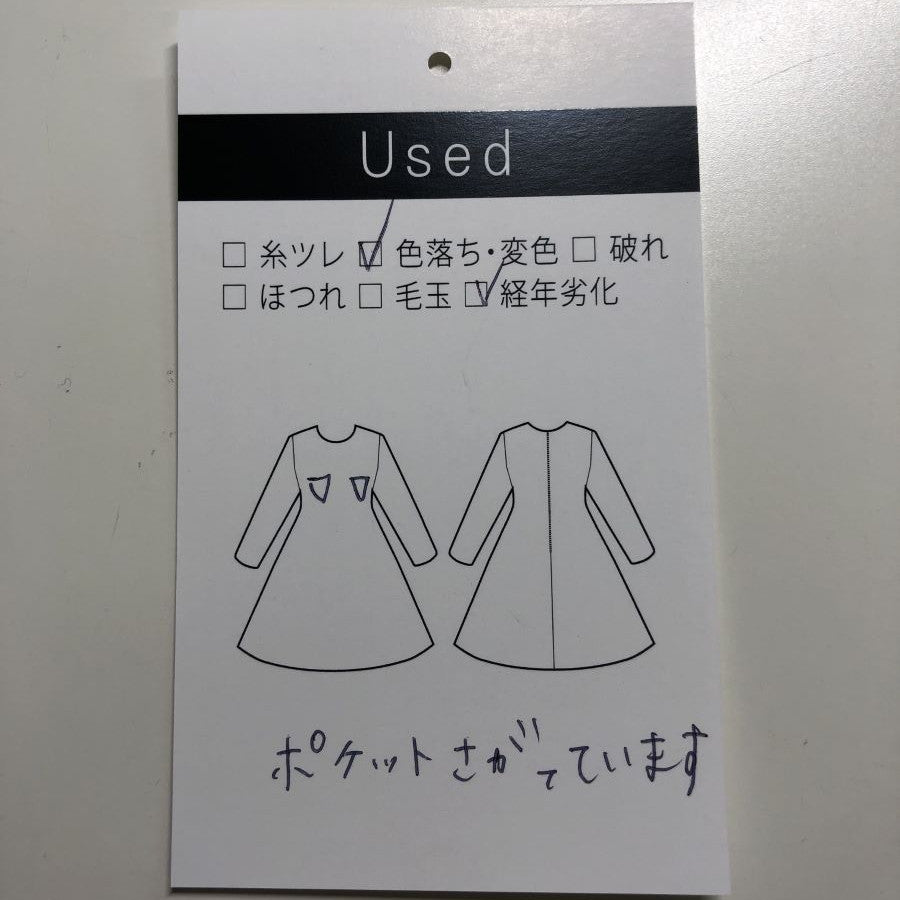 Used
□ 糸ツレ ☑ 色落ち・変色 □ 破れ
□ ほつれ □ 毛玉 ☑ 経年劣化
ポケットさがっています